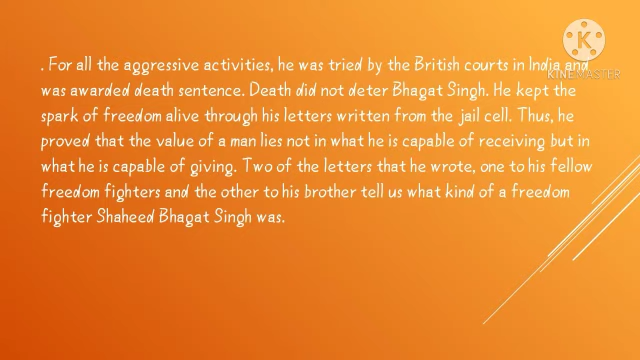 . For all the aggressive activities, he was tried by the British courts in India and
was awarded death sentence. Death did not deter Bhagat Singh. He kept the
spark of freedom alive through his letters written from the jail cell. Thus, he
proved that the value of a man lies not in what he is capable of receiving but in
what he is capable of giving. Two of the letters that he wrote, one to his fellow
freedom fighters and the other to his brother tell us what kind of a freedom
fighter Shaheed Bhagat Singh was.
K
KINEMASTER